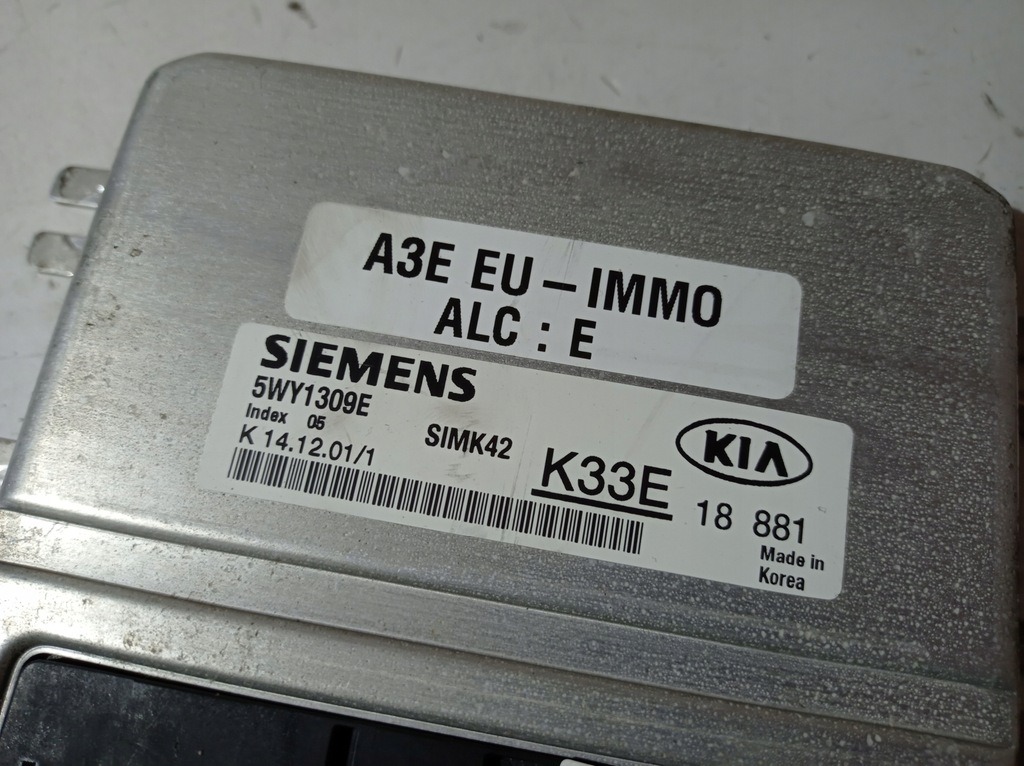 A3E EU – IMMO
ALC : E
SIEMENS
5WY1309E
Index 05
SIMK42
K 14.12.01/1
K33E
KIA
18 881
Made in
Korea